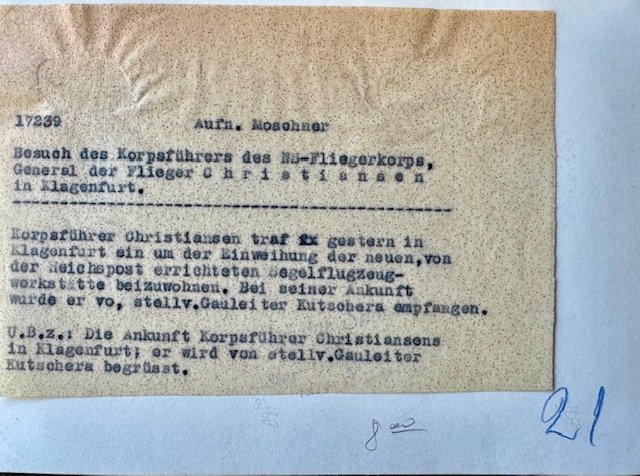 17239 Aufn. Moschner
Besuch des Korpsführers des NS-Fliegerkorps,
General der Flieger C h r i s t i a n s e n
in Klagenfurt.
Korpsführer Christiansen traf xx gestern in
Klagenfurt ein um der Einweihung der neuen,von
der Reichspost errichteten Segelflugzeug-
werkstätte beizuwohnen. Bei seiner Ankunft
wurde er vo, stellv.Gauleiter Kutschera empfangen.
U.B.z.: Die Ankunft Korpsführer Christiansens
in Klagenfurt; er wird von stellv.Gauleiter
Kutschera begrüsst.
21